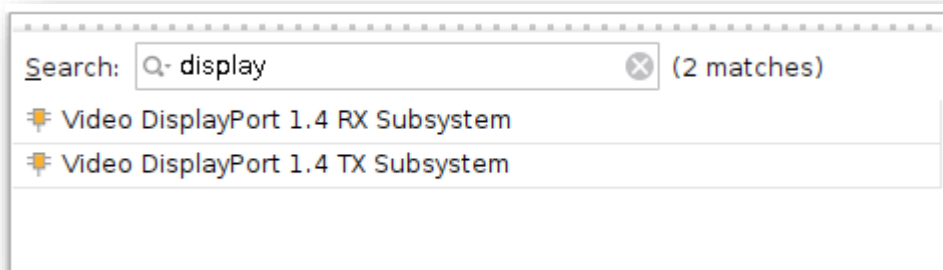 Search: display (2 matches)
Video DisplayPort 1.4 RX Subsystem
Video DisplayPort 1.4 TX Subsystem